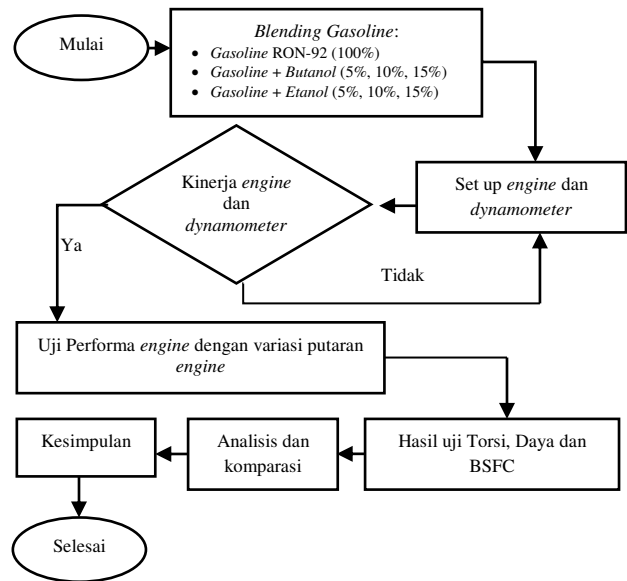 Mulai
Blending Gasoline:
• Gasoline RON-92 (100%)
• Gasoline + Butanol (5%, 10%, 15%)
• Gasoline + Etanol (5%, 10%, 15%)
Kinerja engine
dan
dynamometer
Set up engine dan
dynamometer
Ya
Tidak
Uji Performa engine dengan variasi putaran
engine
Kesimpulan
Analisis dan
komparasi
Hasil uji Torsi, Daya dan
BSFC
Selesai